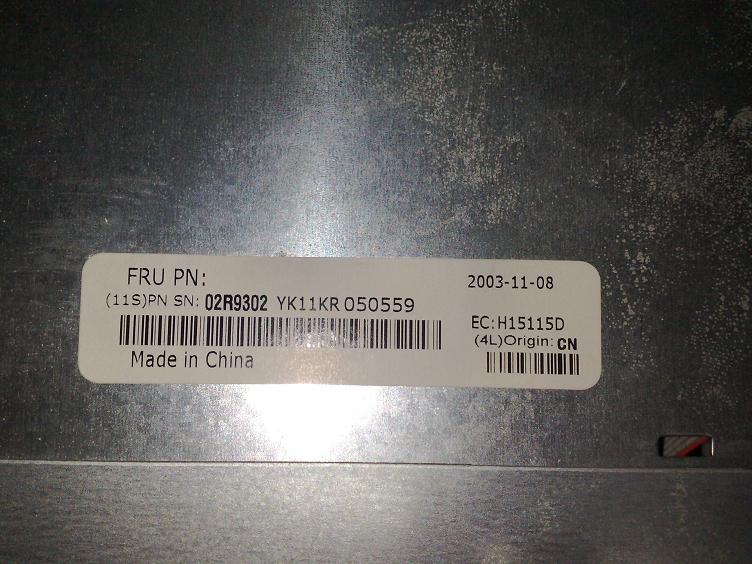 FRU PN:
2003-11-08
(11S)PN SN: 02R9302 YK11KR 050559
EC:H15115D
(4L)Origin: CN
Made in China